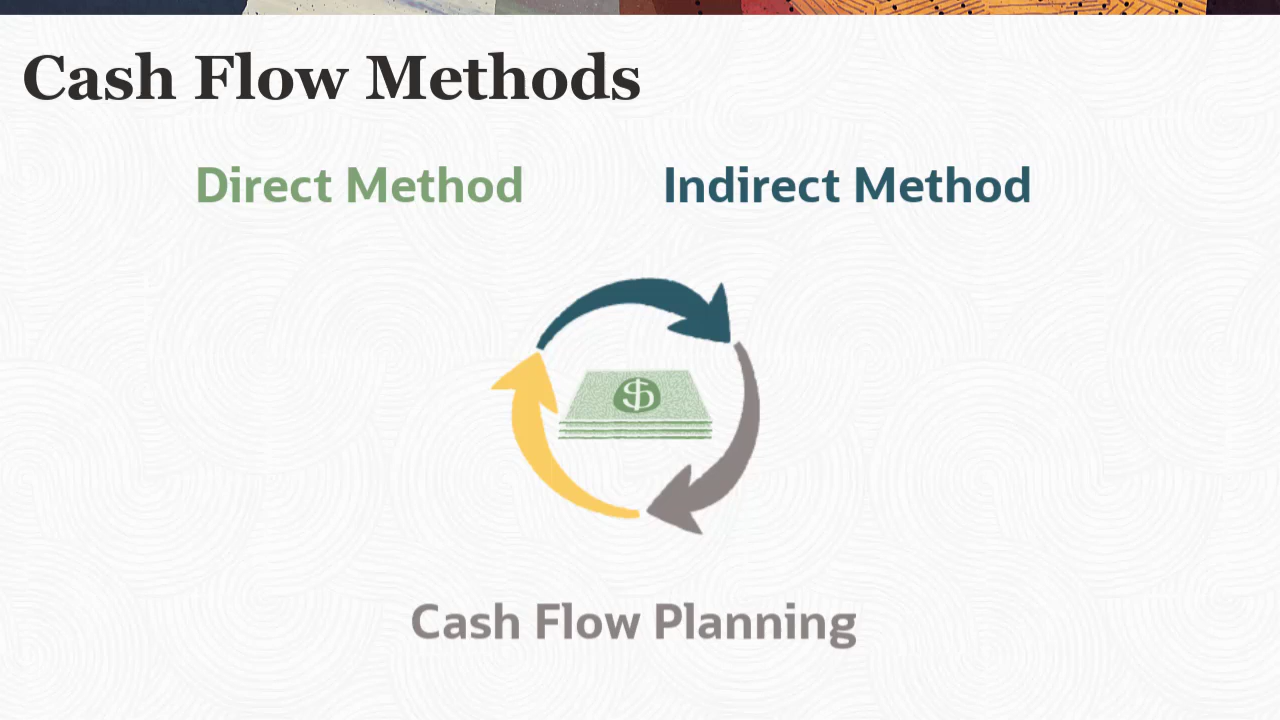 Cash Flow Methods
Direct Method
Indirect Method
$
Cash Flow Planning